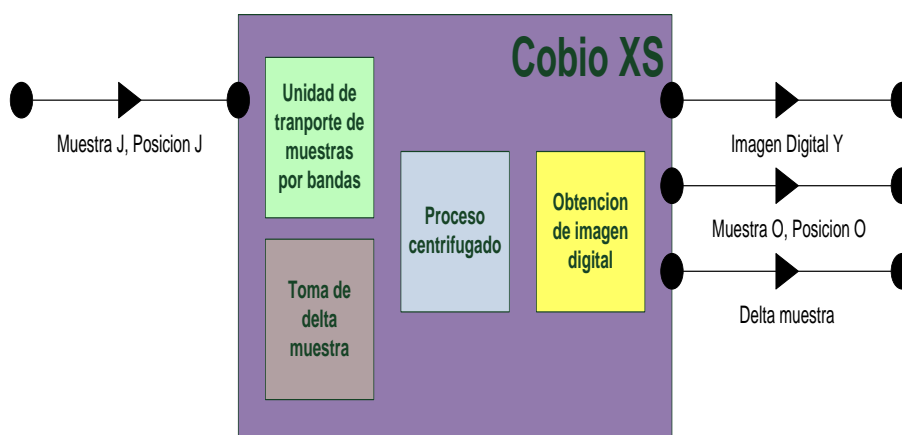 Cobio XS
Unidad de
tranporte de
muestras
por bandas
Muestra J, Posicion J
Imagen Digital Y
Proceso
centrifugado
Obtencion
de imagen
digital
Muestra O, Posicion O
Toma de
delta
muestra
Delta muestra